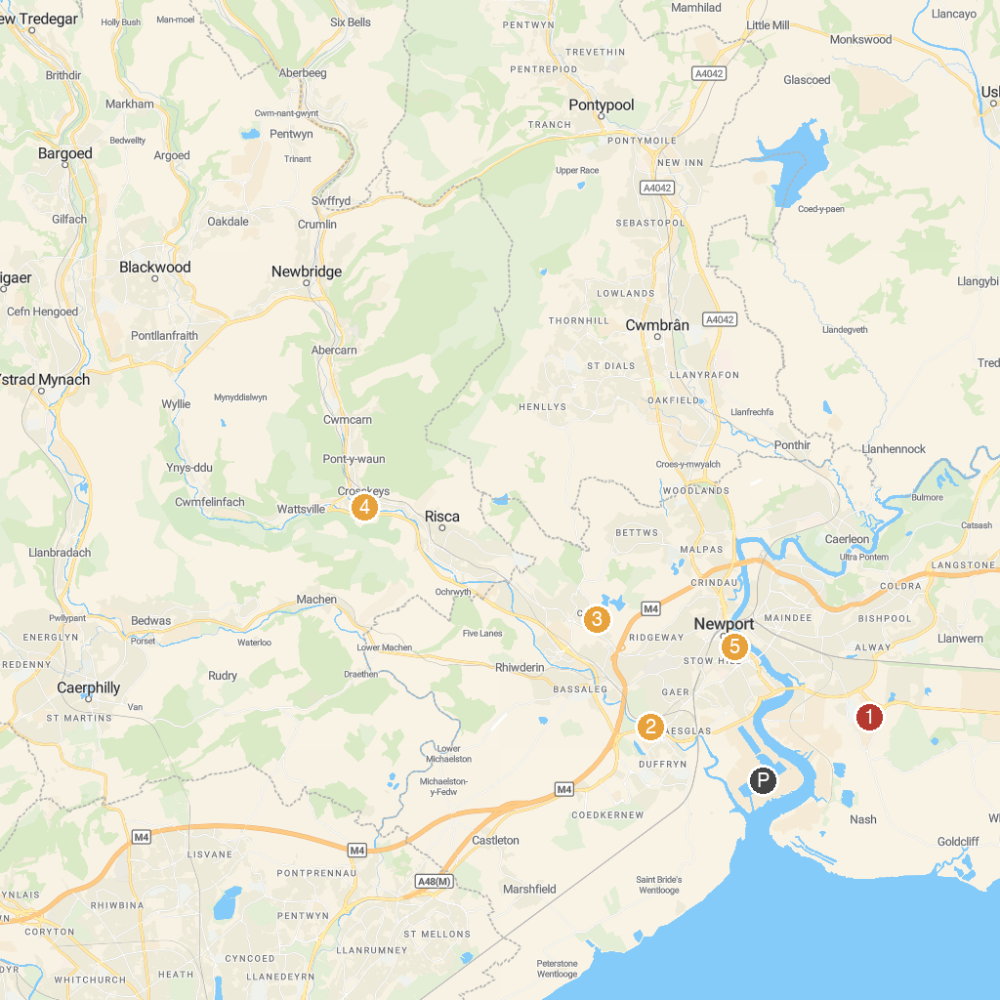 Holly Bush
Man-moel
Six Bells
PENTWYN
Mamhilad
Llancayo
ew Tredegar
Little Mill
Monkswood
TREVETHIN
PENTREPIOD
A4042
Brithdir
Aberbeeg
Glascoed
Markham
Pontypool
Cwm-nant-gwynt
TRANCH
Bedwellty
Pentwyn
PONTYMOILE
Bargoed
Argoed
Trinant
NEW INN
Upper Race
A4042
Swffryd
Coed-y-paen
Gilfach
Oakdale
Crumlin
SEBASTOPOL
Blackwood
Newbridge
igaer
Llangybi
LOWLANDS
Cefn Hengoed
THORNHILL
Cwmbrân
A4042
Pontllanfraith
Llandegveth
Abercarn
ST DIALS
Tred
Ystrad Mynach
LLANYRAFON
Mynyddislwyn
Wyllie
OAKFIELD
HENLLYS
Llanfrechfa
Cwmcarn
Ponthir
Llanhennock
Pont-y-waun
Croes-y-mwyalch
Ynys-ddu
Crosskeys
WOODLANDS
Cwmfelinfach
Wattsville
4
Risca
Bulmore
Catsash
BETTWS
Caerleon
Llanbradach
MALPAS
Ultra Pontem
LANGSTONE
CRINDAU
COLDRA
Ochrwyth
Machen
M4
Pwllypant
Bedwas
3
Newport
MAINDEE
BISHPOOL
ENERGLYN
Porset
Waterloo
Five Lanes
RIDGEWAY
Llanwern
Lower Machen
5
ALWAY
REDENNY
Rhiwderin
STOW HILL
Rudry
Draethen
Caerphilly
BASSALEG
GAER
Van
ST MARTINS
2
AESGLAS
1
Lower
Michaelston
DUFFRYN
Michaelston-
y-Fedw
P
M4
COEDKERNEW
Nash
M4
Castleton
Goldcliff
M4
LISVANE
PONTPRENNAU
A48(M)
Saint Bride's
Wentlooge
Marshfield
RHIWBINA
PENTWYN
CORYTON
ST MELLONS
CYNCOED
LLANRUMNEY
Peterstone
Wentlooge
WHITCHURCH
HEATH
LLANEDEYRN